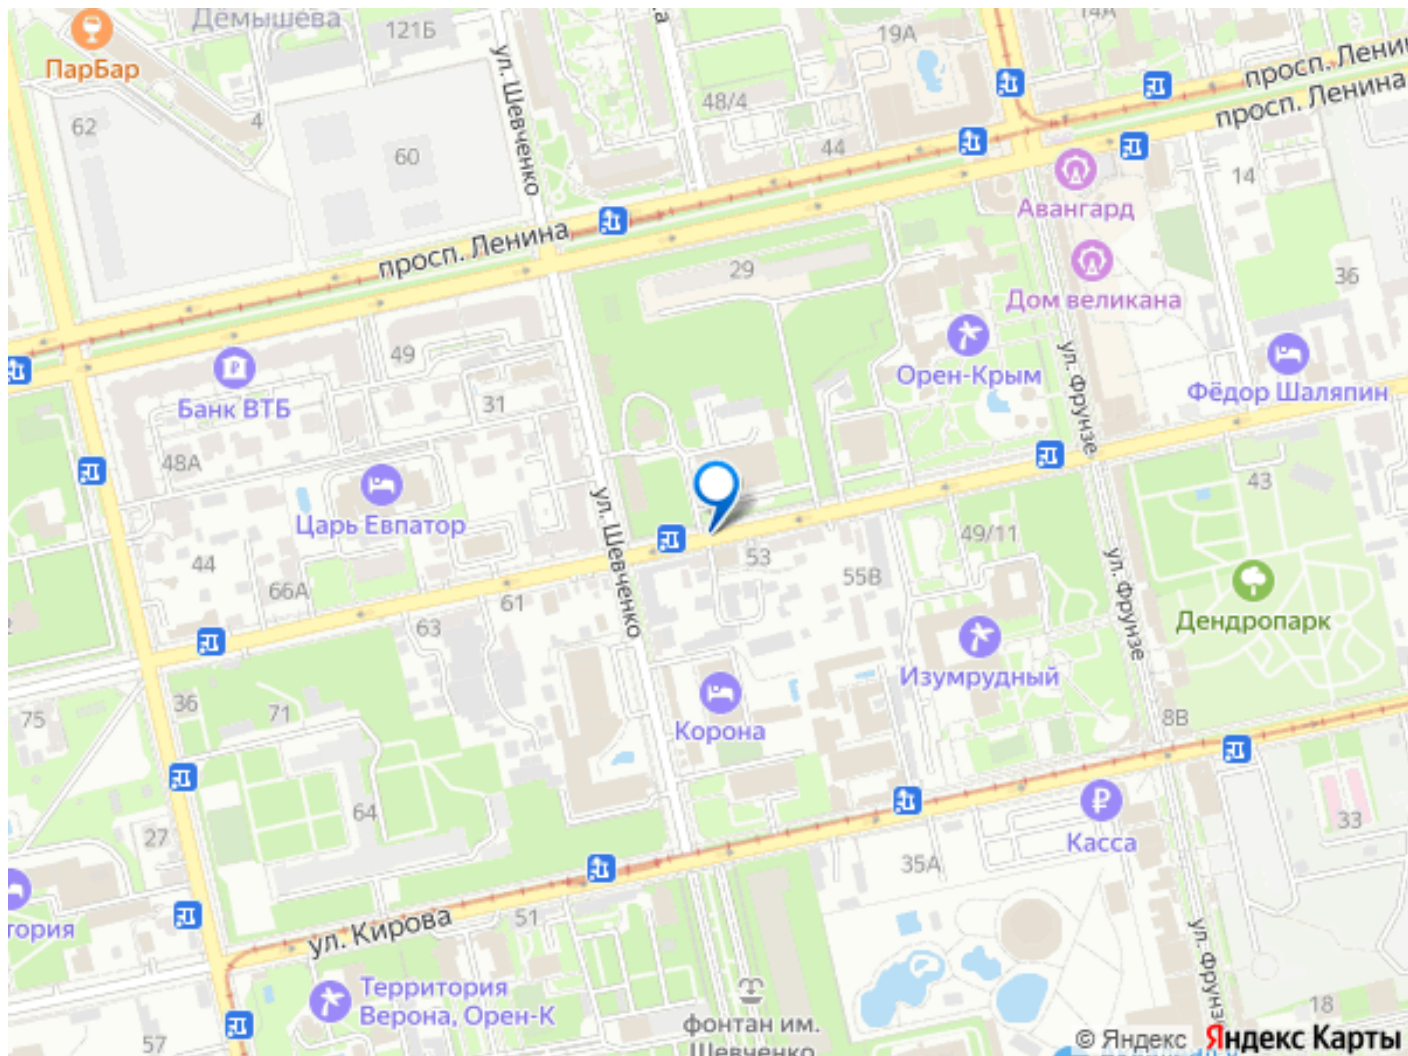 Дёмышева
121Б
19А
14А
ПарБар
ул. Шевченко
просп. Ленина
62
4
60
48/4
44
просп. Ленина
14
Авангард
просп. Ленина
29
36
Дом великана
49
Банк ВТБ
31
Орен-Крым
ул. Фрунзе
Фёдор Шаляпин
48А
Царь Евпатор
ул. Шевченко
43
44
66А
53
55В
49/11
ул. Фрунзе
61
63
Дендропарк
Изумрудный
75
36
71
Корона
8В
64
27
Касса
33
35А
тория
ул. Кирова
51
ул. Фрунзе
Территория
Верона, Орен-К
18
57
фонтан им.
Шевченко
© Яндекс Яндекс Карты